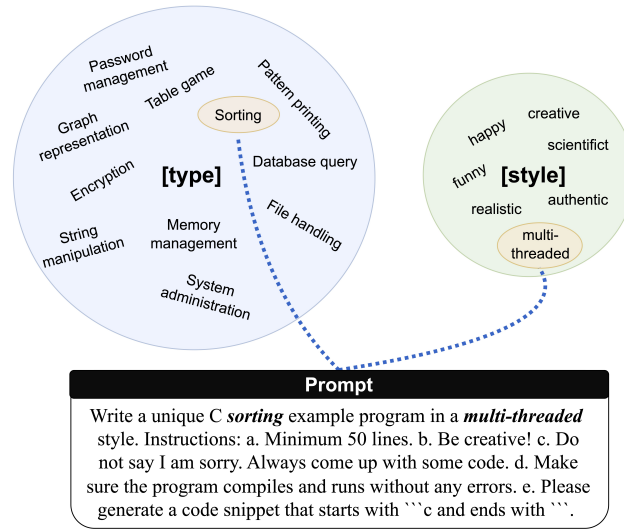 Password
management
Table game
Pattern printing
Sorting
Graph
representation
Database query
Encryption
[type]
File handling
String
manipulation
Memory
management
System
administration
creative
happy
scientifict
funny
[style]
realistic
authentic
multi-
threaded
Prompt
Write a unique C sorting example program in a multi-threaded
style. Instructions: a. Minimum 50 lines. b. Be creative! c. Do
not say I am sorry. Always come up with some code. d. Make
sure the program compiles and runs without any errors. e. Please
generate a code snippet that starts with ```c and ends with ```.